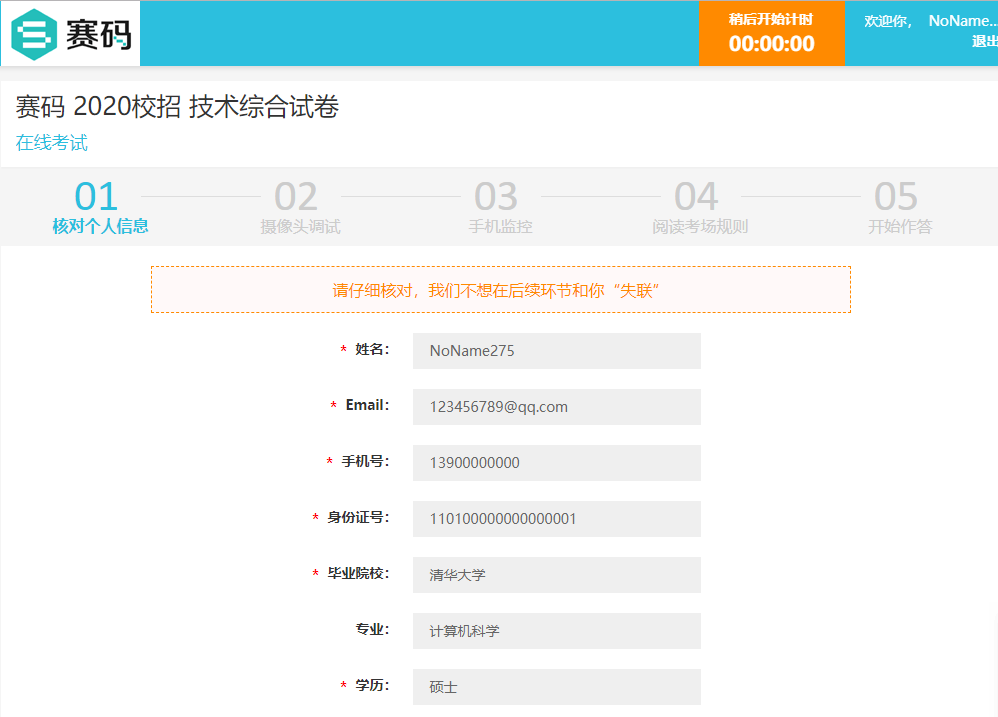 赛码
稍后开始计时
00:00:00
欢迎你， NoName...
退出
赛码 2020校招 技术综合试卷
在线考试
01 02 03 04 05
核对个人信息 摄像头调试 手机监控 阅读考场规则 开始作答
请仔细核对，我们不想在后续环节和你“失联”
* 姓名： NoName275
* Email： 123456789@qq.com
* 手机号： 13900000000
* 身份证号： 110100000000000001
* 毕业院校： 清华大学
专业： 计算机科学
* 学历： 硕士